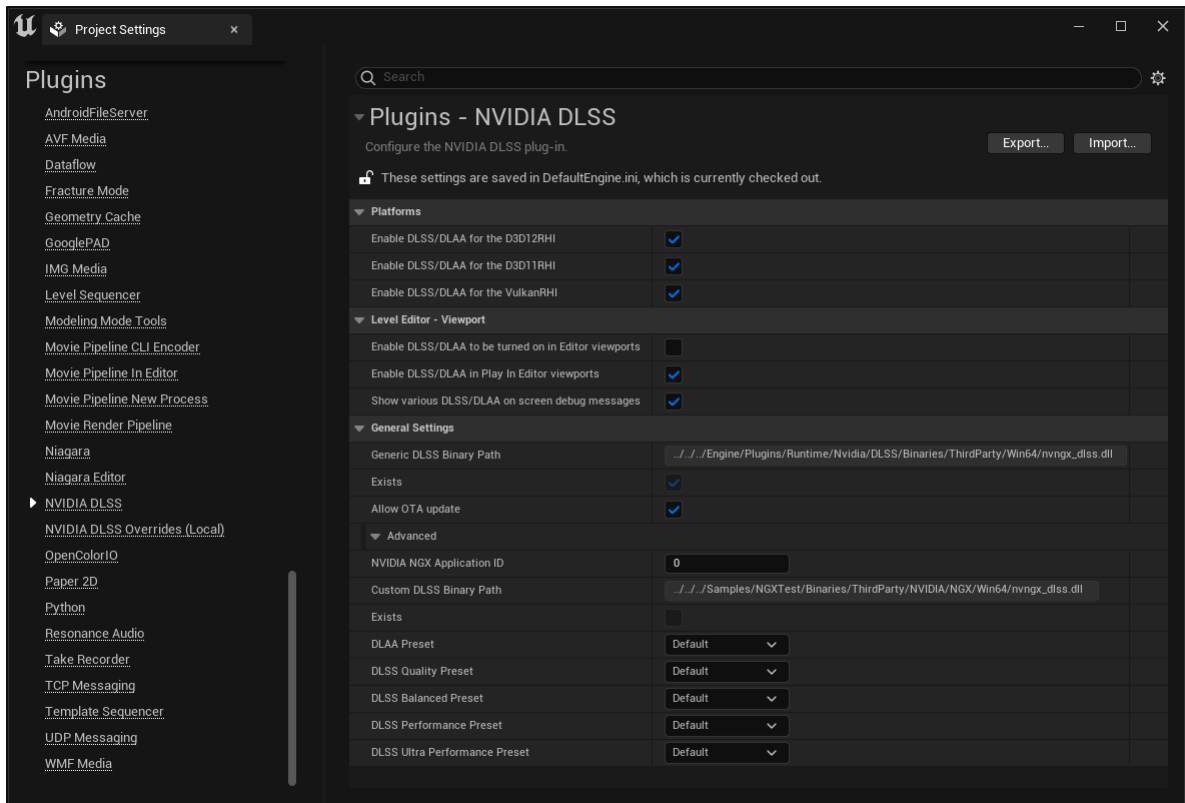 Project Settings
Plugins
AndroidFileServer
AVF Media
Dataflow
Fracture Mode
Geometry Cache
GooglePAD
IMG Media
Level Sequencer
Modeling Mode Tools
Movie Pipeline CLI Encoder
Movie Pipeline In Editor
Movie Pipeline New Process
Movie Render Pipeline
Niagara
Niagara Editor
NVIDIA DLSS
NVIDIA DLSS Overrides (Local)
OpenColorIO
Paper 2D
Python
Resonance Audio
Take Recorder
TCP Messaging
Template Sequencer
UDP Messaging
WMF Media
Search
Plugins - NVIDIA DLSS
Configure the NVIDIA DLSS plug-in.
Export... Import...
These settings are saved in DefaultEngine.ini, which is currently checked out.
Platforms
Enable DLSS/DLAA for the D3D12RHI
Enable DLSS/DLAA for the D3D11RHI
Enable DLSS/DLAA for the VulkanRHI
Level Editor - Viewport
Enable DLSS/DLAA to be turned on in Editor viewports
Enable DLSS/DLAA in Play In Editor viewports
Show various DLSS/DLAA on screen debug messages
General Settings
Generic DLSS Binary Path ../../../Engine/Plugins/Runtime/Nvidia/DLSS/Binaries/ThirdParty/Win64/nvngx_dlss.dll
Exists
Allow OTA update
Advanced
NVIDIA NGX Application ID 0
Custom DLSS Binary Path ../../../Samples/NGXTest/Binaries/ThirdParty/NVIDIA/NGX/Win64/nvngx_dlss.dll
Exists
DLAA Preset Default
DLSS Quality Preset Default
DLSS Balanced Preset Default
DLSS Performance Preset Default
DLSS Ultra Performance Preset Default